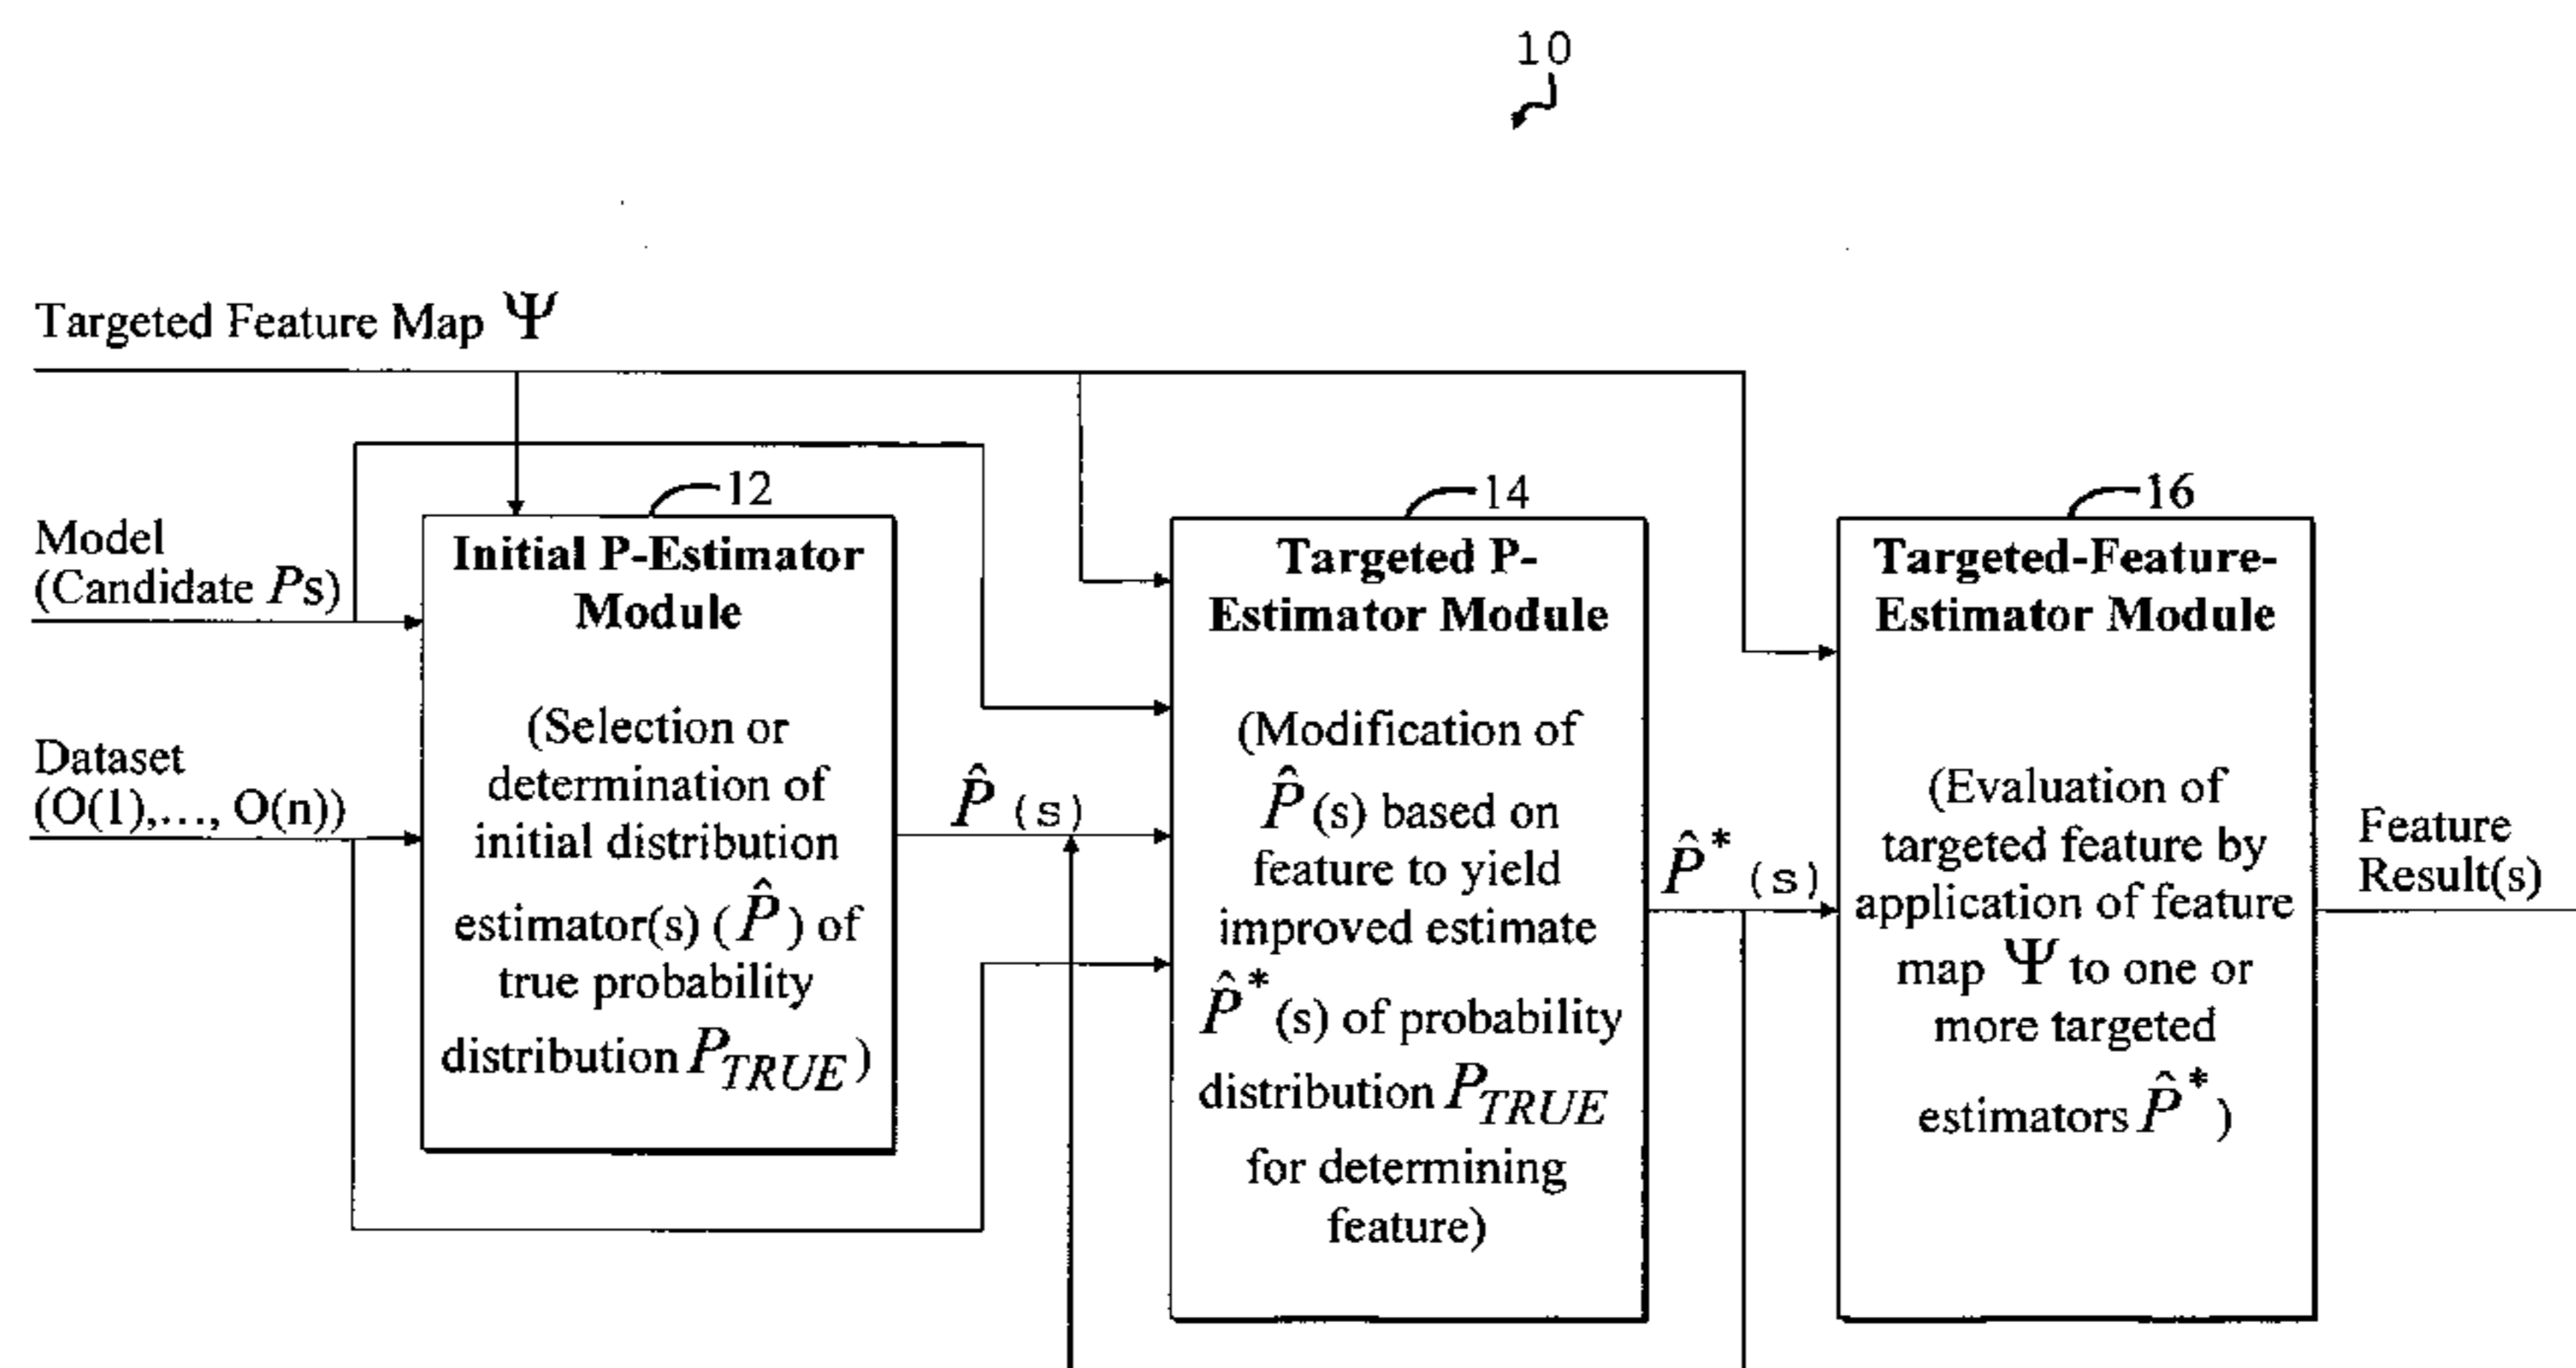 10
Targeted Feature Map Ψ
Model
(Candidate Ps)
Dataset
(O(1),..., O(n))
12
Initial P-Estimator
Module
(Selection or
determination of
initial distribution
estimator(s) (P̂) of
true probability
distribution P_TRUE)
P̂ (s)
14
Targeted P-
Estimator Module
(Modification of
P̂(s) based on
feature to yield
improved estimate
P̂*(s) of probability
distribution P_TRUE
for determining
feature)
P̂* (s)
16
Targeted-Feature-
Estimator Module
(Evaluation of
targeted feature by
application of feature
map Ψ to one or
more targeted
estimators P̂*)
Feature
Result(s)